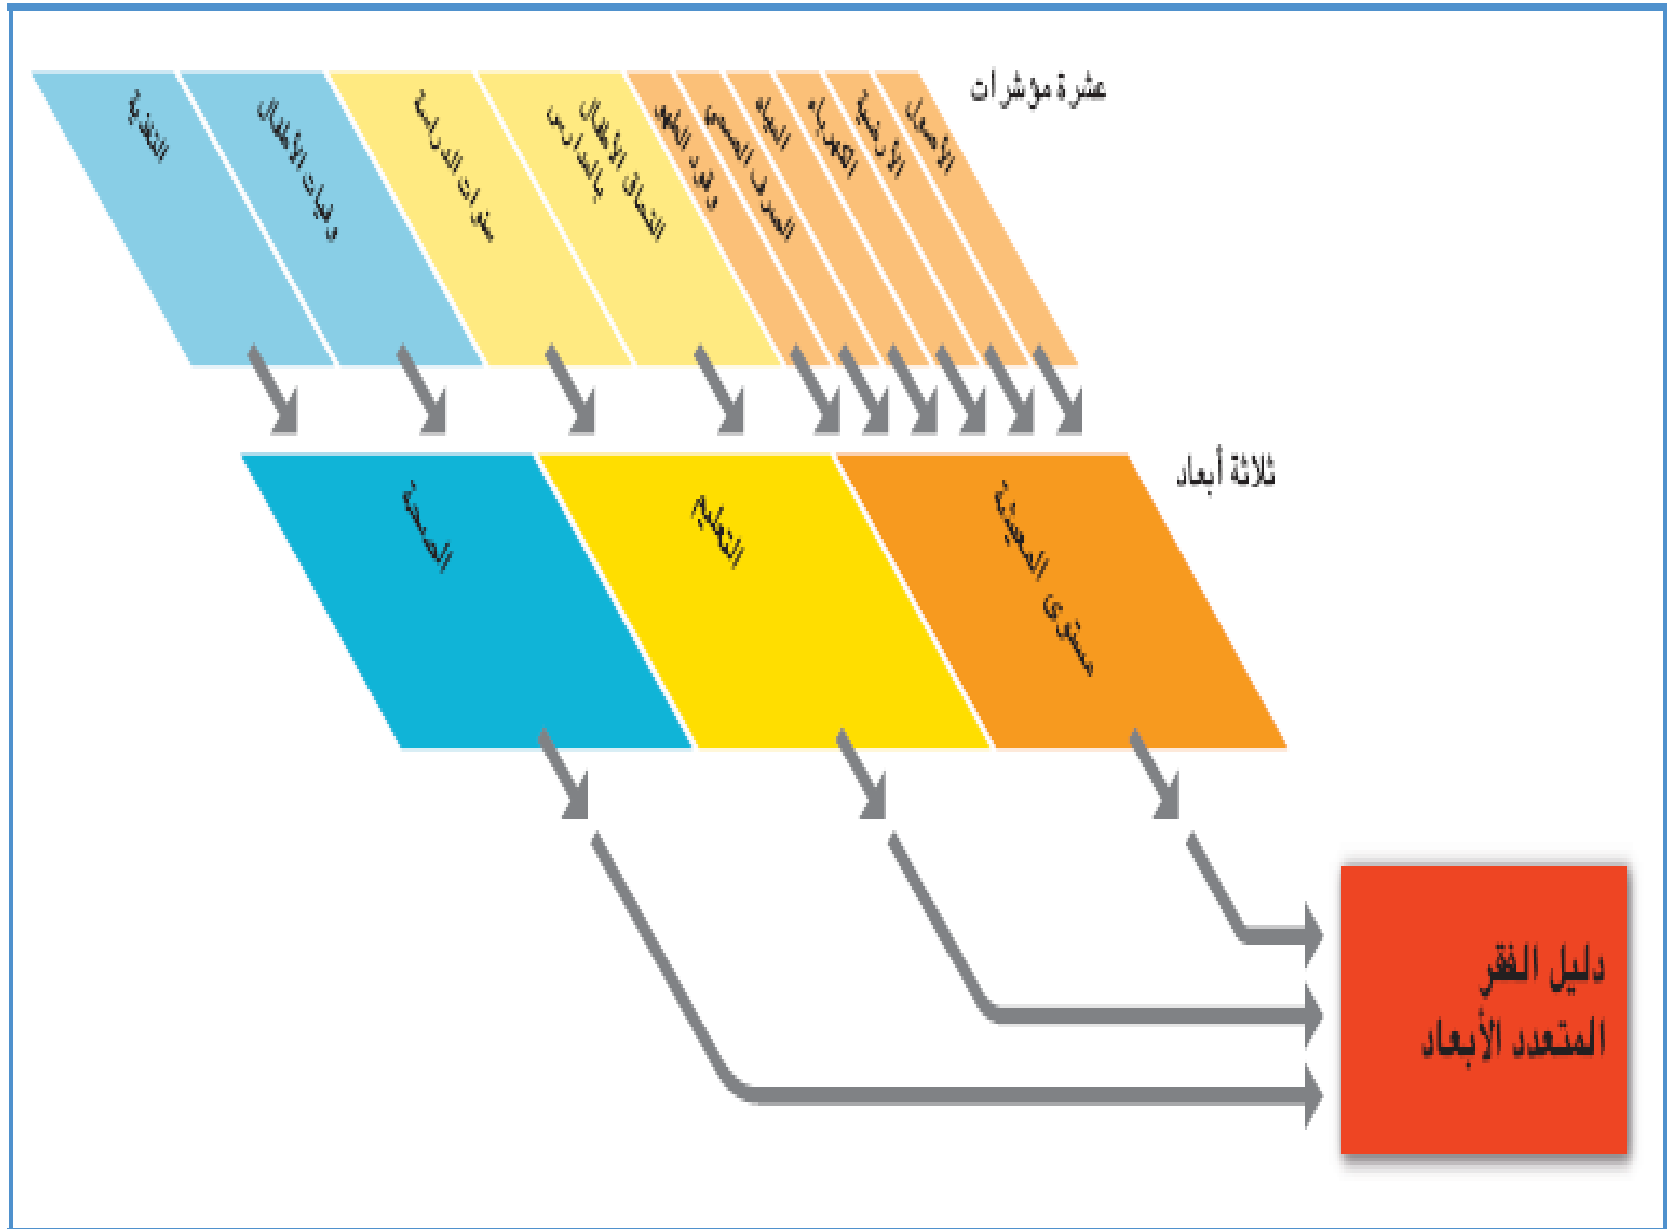 عشرة مؤشرات
الأصول
الأرضية
الكهرباء
المياه
الصرف الصحي
وقود الطهو
التحاق الأطفال
بالمدارس
سنوات الدراسة
وفيات الأطفال
التغذية
ثلاثة أبعاد
مستوى المعيشة
التعليم
الصحة
دليل الفقر
المتعدد الأبعاد